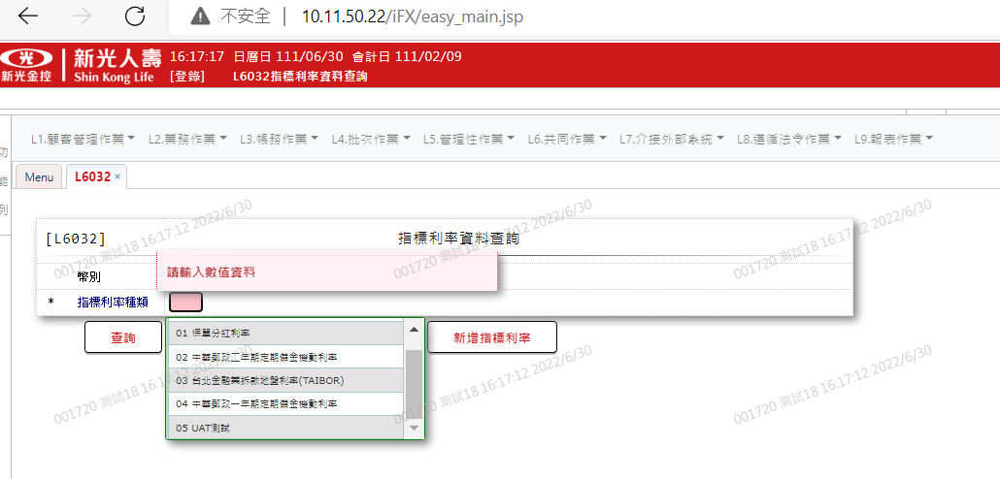 不安全 10.11.50.22/iFX/easy_main.jsp
新光金控 新光人壽 Shin Kong Life 16:17:17 日曆日 111/06/30 會計日 111/02/09
[登錄] L6032指標利率資料查詢
L1.顧客管理作業 L2.業務作業 L3.帳務作業 L4.批次作業 L5.管理性作業 L6.共同作業 L7.介接外部系統 L8.遵循法令作業 L9.報表作業
功
能
列
Menu L6032 ×
[L6032] 指標利率資料查詢
001720 測試18 16:17:12 2022/6/30
001720 測試18 16:17:12 2022/6/30
001720 測試18 16:17:12 2022/6/30
請輸入數值資料
幣別
* 指標利率種類
查詢
新增指標利率
01 保單分紅利率
02 中華郵政二年期定期儲金機動利率
03 台北金融業拆款地盤利率(TAIBOR)
04 中華郵政一年期定期儲金機動利率
05 UAT測試
001720 測試18 16:17:12 2022/6/30
001720 測試18 16:17:12 2022/6/30
001720 測試18 16:17:12 2022/6/30